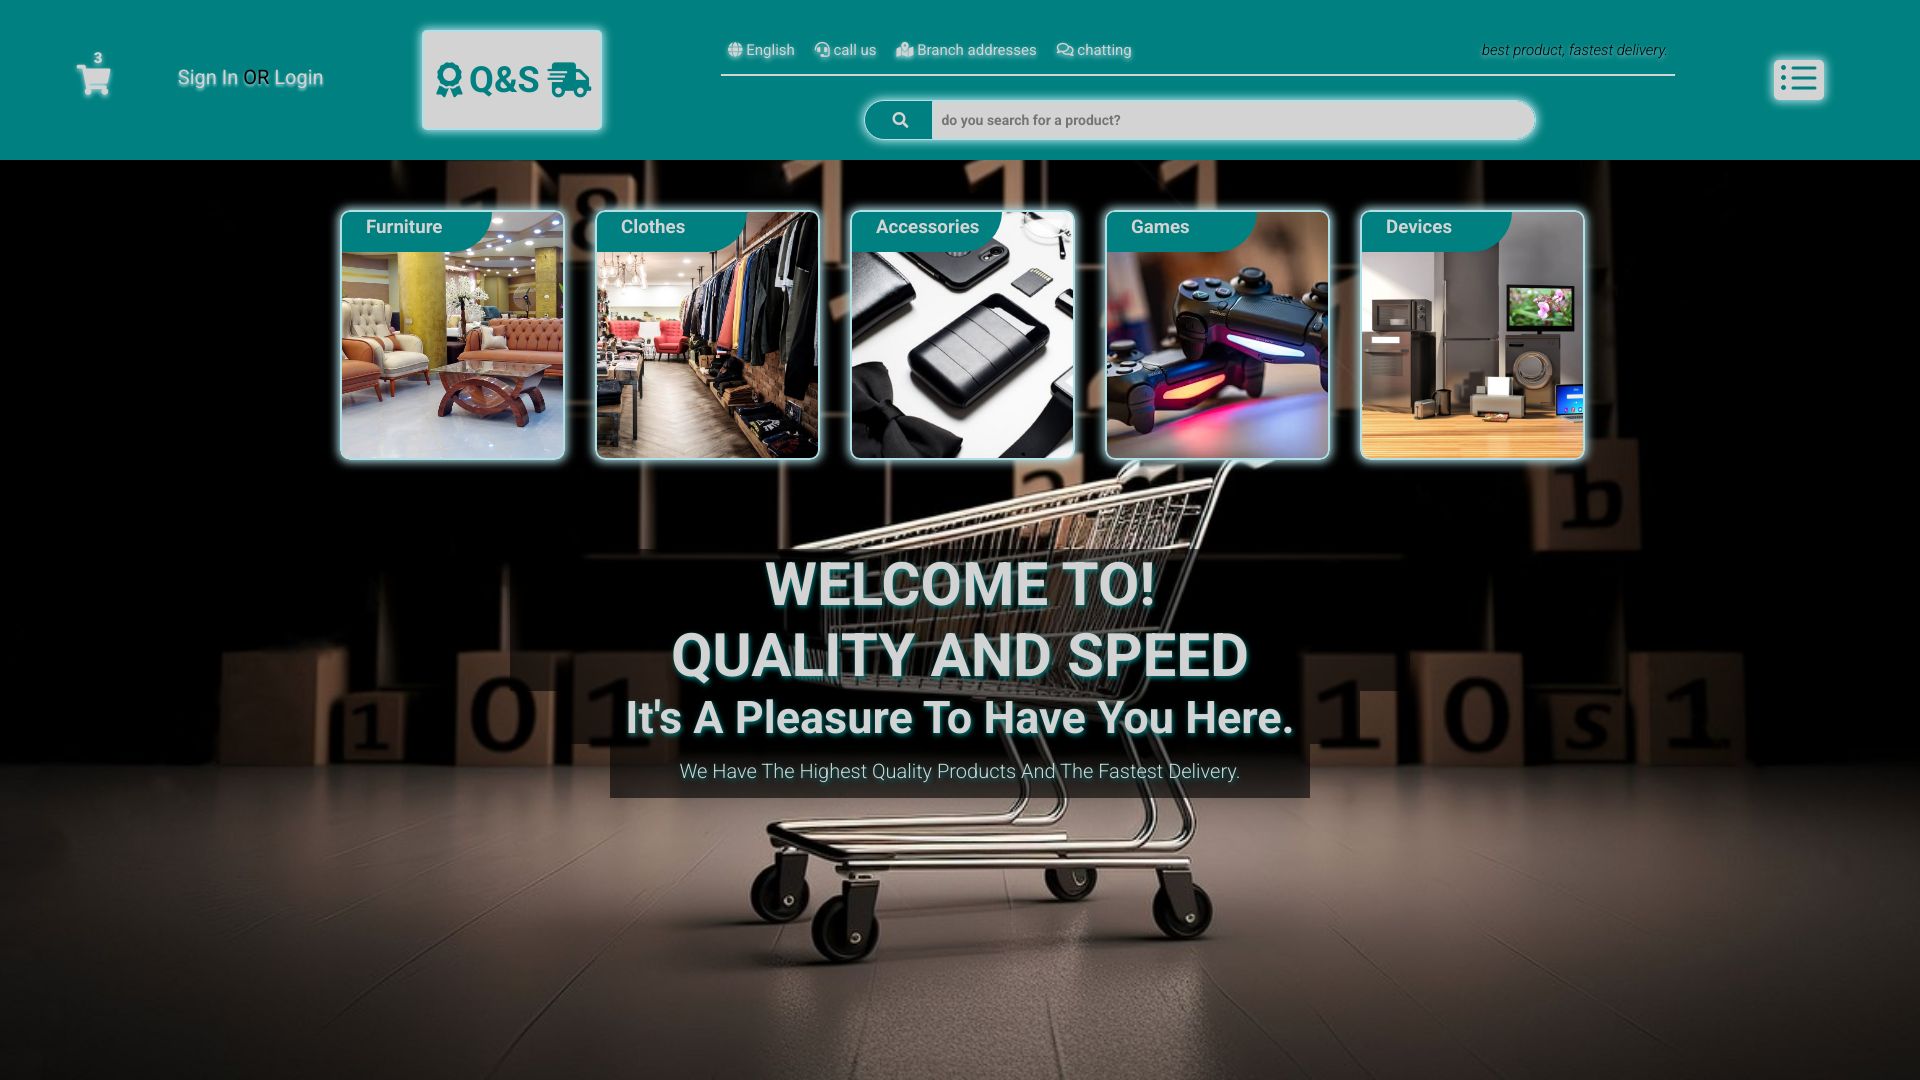 3
Sign In OR Login
Q&S
English
call us
Branch addresses
chatting
best product, fastest delivery.
do you search for a product?
Furniture
Clothes
Accessories
Games
Devices
WELCOME TO!
QUALITY AND SPEED
It's A Pleasure To Have You Here.
We Have The Highest Quality Products And The Fastest Delivery.